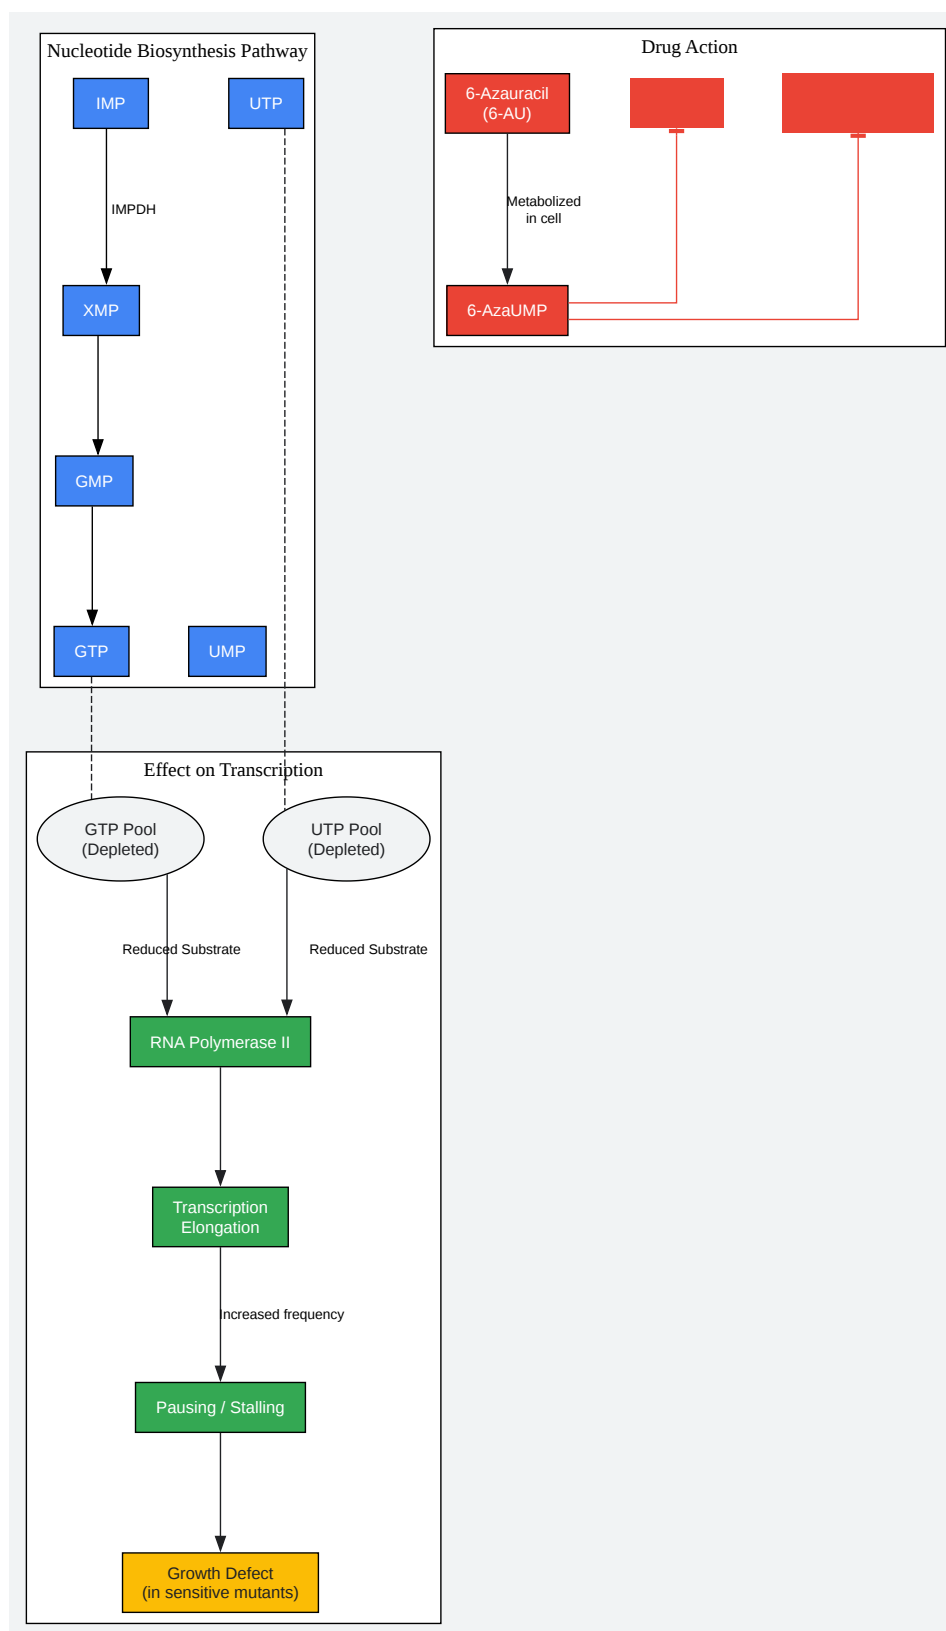 Nucleotide Biosynthesis Pathway
IMP
UTP
IMPDH
XMP
GMP
GTP
UMP
Drug Action
6-Azauracil
(6-AU)
Metabolized
in cell
6-AzaUMP
Effect on Transcription
GTP Pool
(Depleted)
UTP Pool
(Depleted)
Reduced Substrate
Reduced Substrate
RNA Polymerase II
Transcription
Elongation
Increased frequency
Pausing / Stalling
Growth Defect
(in sensitive mutants)